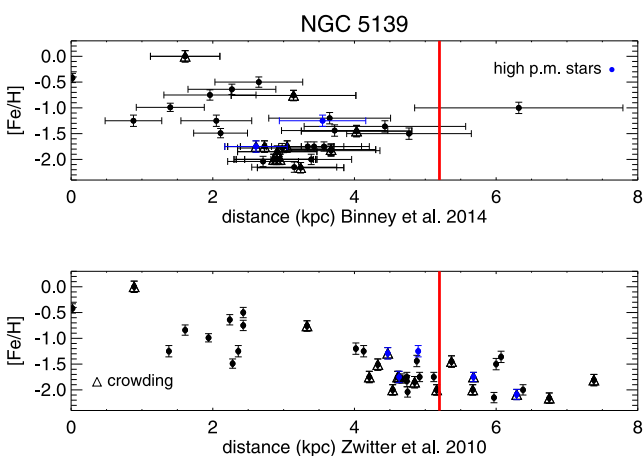 NGC 5139
0.0
-0.5
-1.0
-1.5
-2.0
[Fe/H]
high p.m. stars
0 2 4 6 8
distance (kpc) Binney et al. 2014
0.0
-0.5
-1.0
-1.5
-2.0
[Fe/H]
△ crowding
0 2 4 6 8
distance (kpc) Zwitter et al. 2010